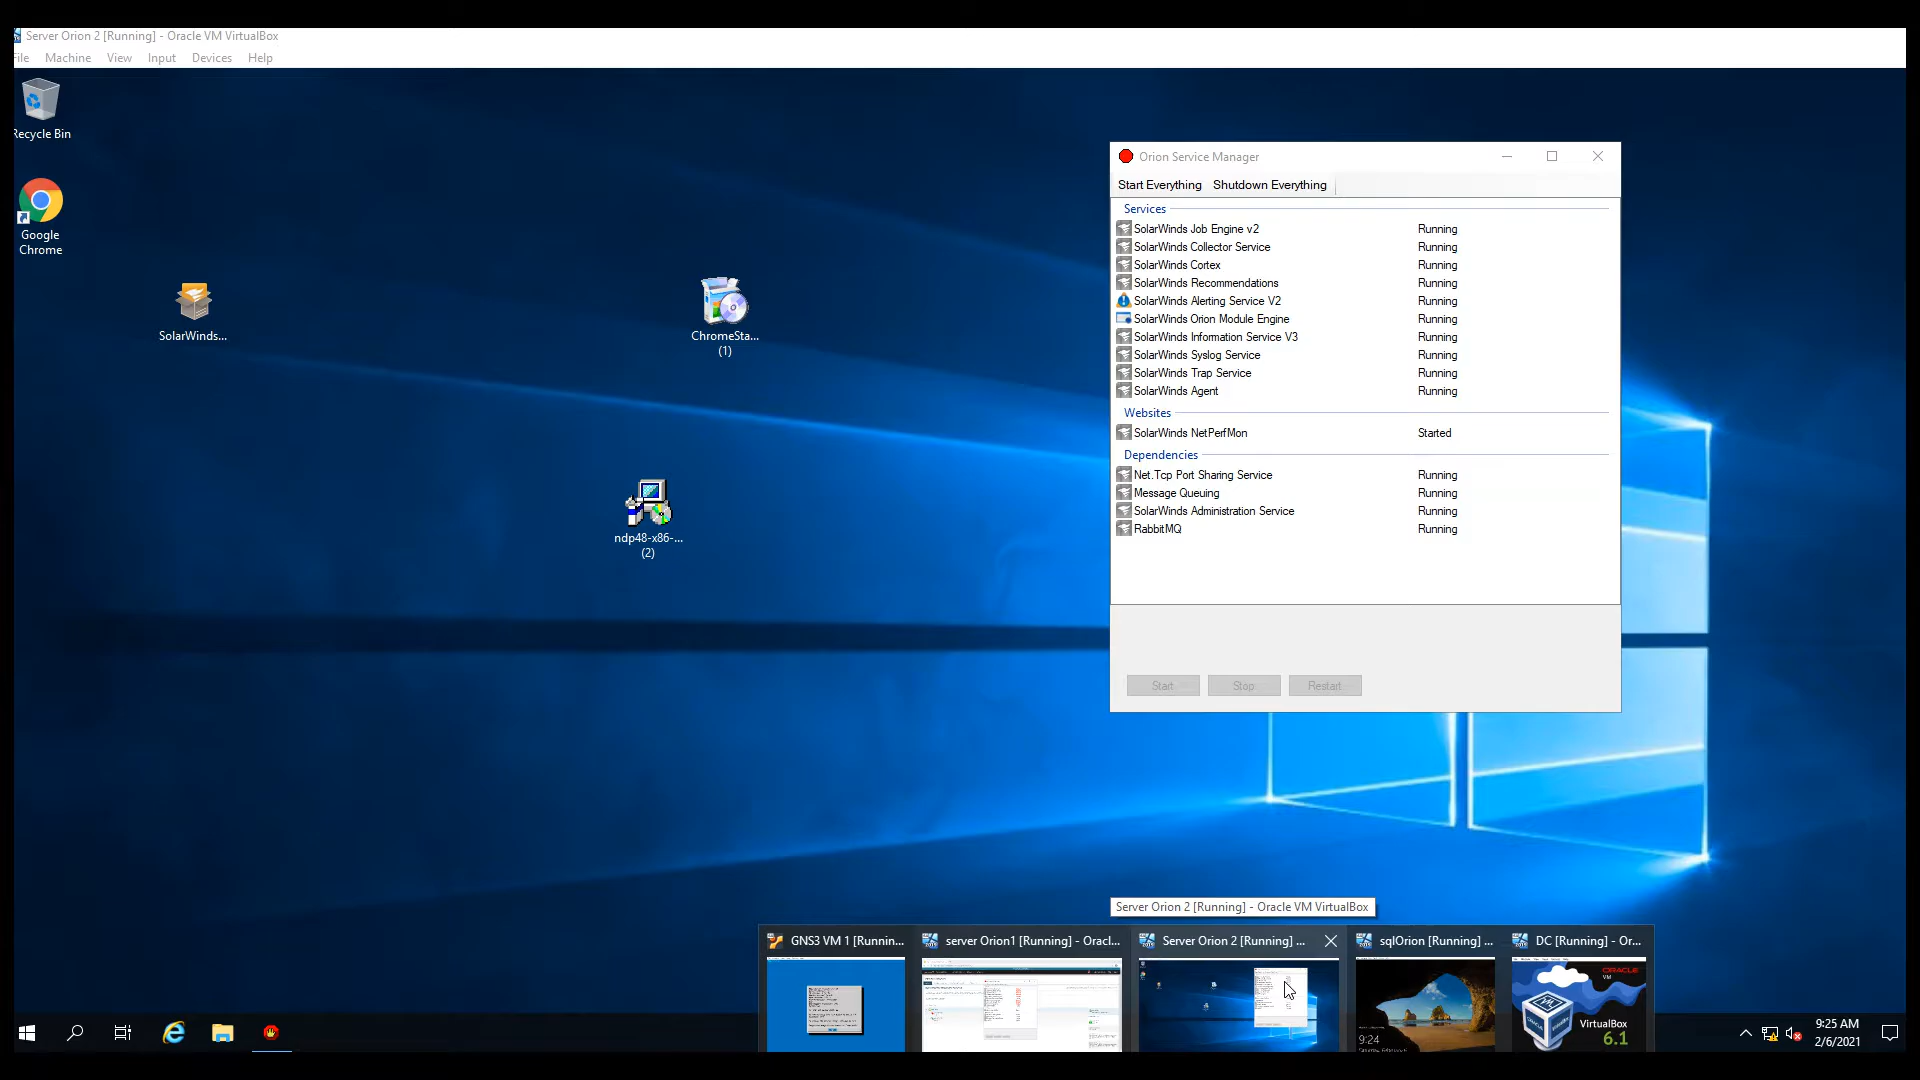 Server Orion 2 [Running] - Oracle VM VirtualBox
File Machine View Input Devices Help
Recycle Bin
Google
Chrome
SolarWinds...
ChromeSta...
(1)
ndp48-x86-...
(2)
Orion Service Manager
Start Everything Shutdown Everything
Services
SolarWinds Job Engine v2 Running
SolarWinds Collector Service Running
SolarWinds Cortex Running
SolarWinds Recommendations Running
SolarWinds Alerting Service V2 Running
SolarWinds Orion Module Engine Running
SolarWinds Information Service V3 Running
SolarWinds Syslog Service Running
SolarWinds Trap Service Running
SolarWinds Agent Running
Websites
SolarWinds NetPerfMon Started
Dependencies
Net.Tcp Port Sharing Service Running
Message Queuing Running
SolarWinds Administration Service Running
RabbitMQ Running
Start Stop Restart
Server Orion 2 [Running] - Oracle VM VirtualBox
GNS3 VM 1 [Runnin... server Orion1 [Running] - Oracl... Server Orion 2 [Running] ... sqlOrion [Running] ... DC [Running] - Or...
ORACLE
VM
VirtualBox
6.1
9:24
9:25 AM
2/6/2021